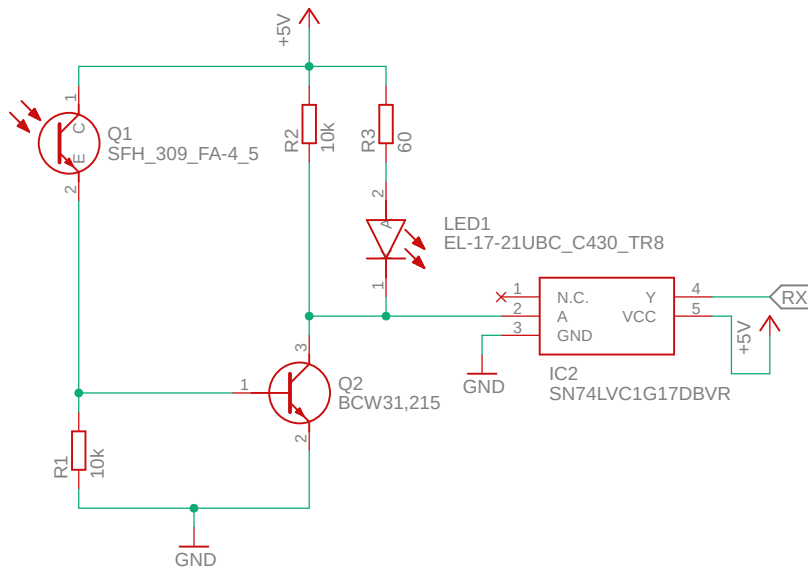 +5V
1
C
E
2
Q1
SFH_309_FA-4_5
R2
10k
R3
60
2
A
1
LED1
EL-17-21UBC_C430_TR8
1
2
3
N.C.
A
GND
Y
VCC
4
5
RX
+5V
GND
IC2
SN74LVC1G17DBVR
3
1
2
Q2
BCW31,215
R1
10k
GND